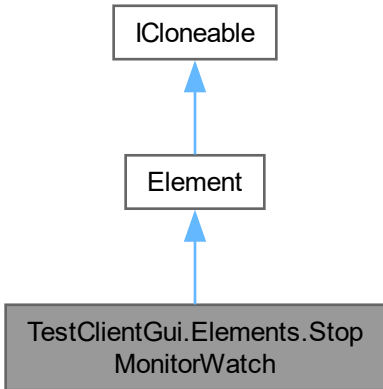 ICloneable
Element
TestClientGui.Elements.Stop
MonitorWatch